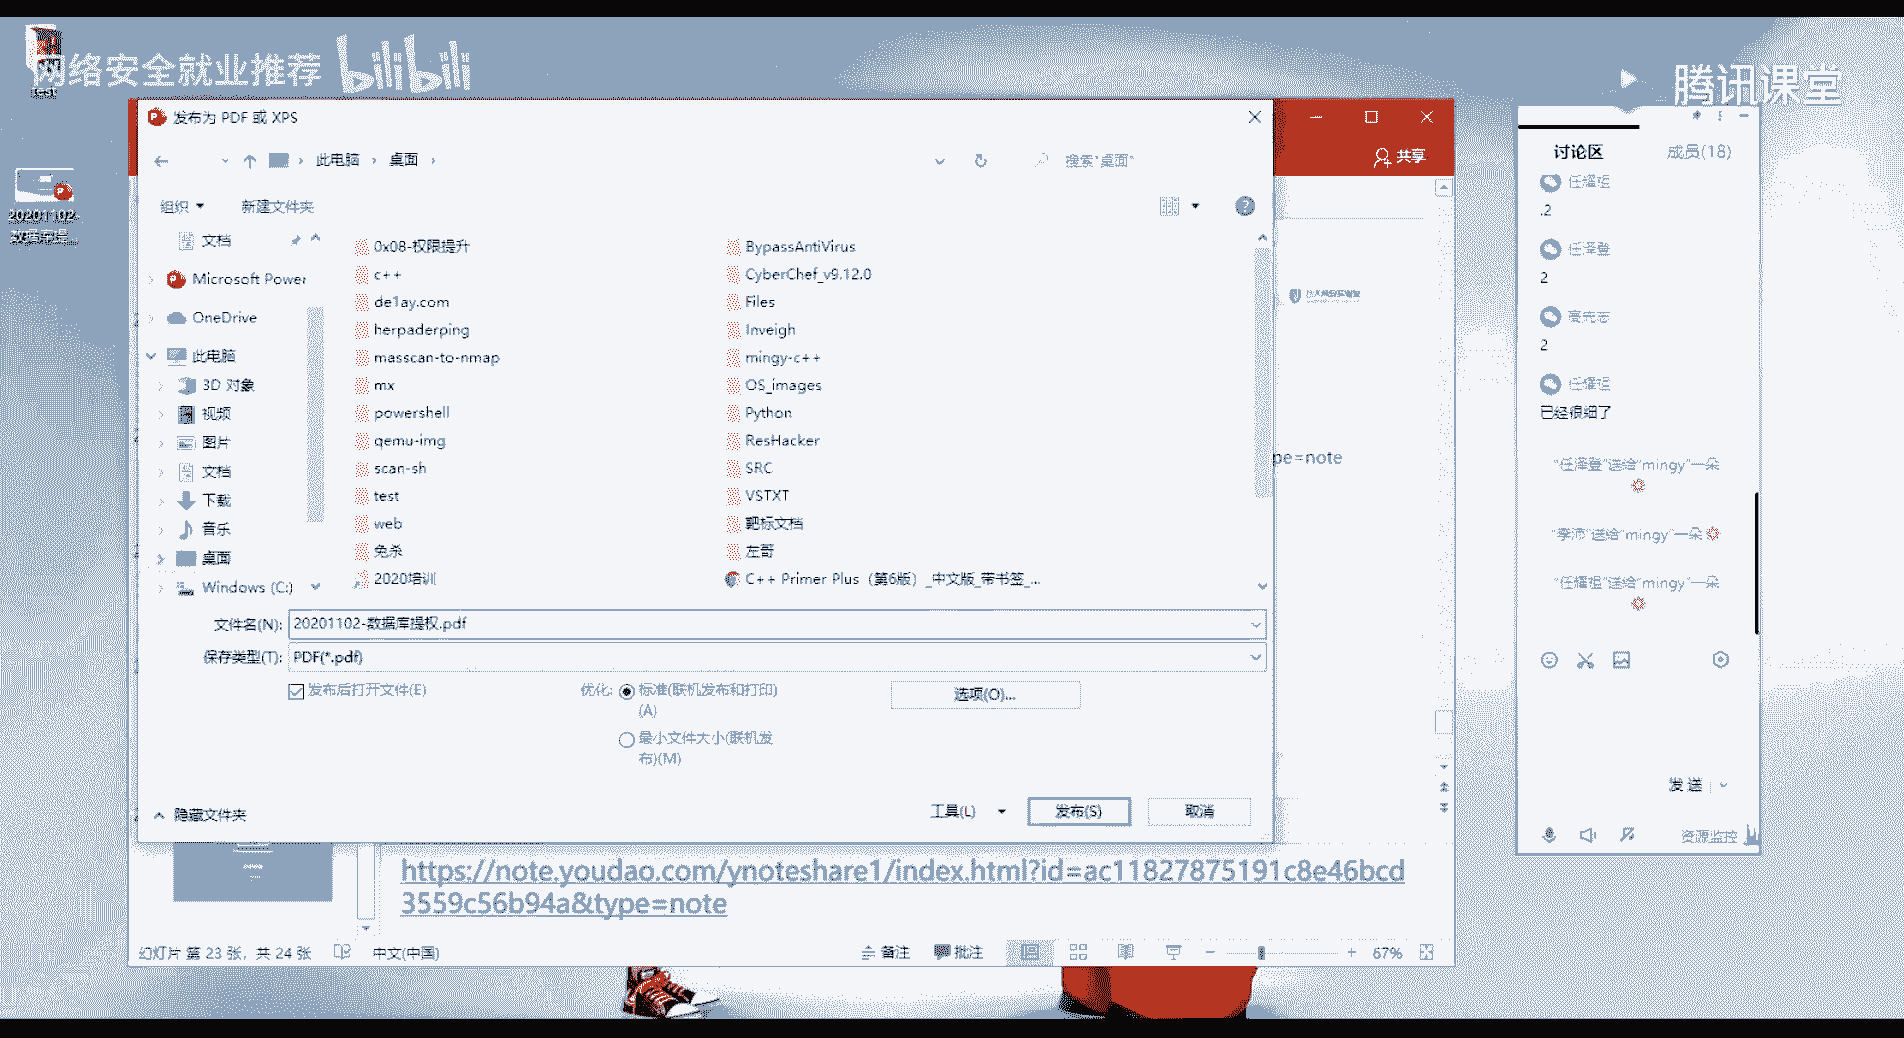 网络安全就业推荐 bilibili
腾讯课堂
test
20201102-
数据库提...
发布为 PDF 或 XPS
此电脑 › 桌面 ›
搜索"桌面"
组织
新建文件夹
共享
文档
Microsoft Power
OneDrive
此电脑
3D 对象
视频
图片
文档
下载
音乐
桌面
Windows (C:)
0x08-权限提升
c++
de1ay.com
herpaderping
masscan-to-nmap
mx
powershell
qemu-img
scan-sh
test
web
免杀
2020培训
BypassAntiVirus
CyberChef_v9.12.0
Files
Inveigh
mingy-c++
OS_images
Python
ResHacker
SRC
VSTXT
靶标文档
左哥
C++ Primer Plus（第6版）_中文版_带书签_...
文件名(N):
20201102-数据库提权.pdf
保存类型(T):
PDF(*.pdf)
发布后打开文件(E)
优化:
标准(联机发布和打印)
(A)
最小文件大小(联机发
布)(M)
选项(O)...
隐藏文件夹
工具(L)
发布(S)
取消
pe=note
https://note.youdao.com/ynoteshare1/index.html?id=ac11827875191c8e46bcd
3559c56b94a&type=note
幻灯片 第 23 张，共 24 张
中文(中国)
备注
批注
67%
讨论区
成员(18)
任耀祖
.2
任泽登
2
2
任耀祖
已经很细了
"任泽登"送给"mingy"一朵
送给"mingy"一朵
"任耀祖"送给"mingy"一朵
发送
资源监控